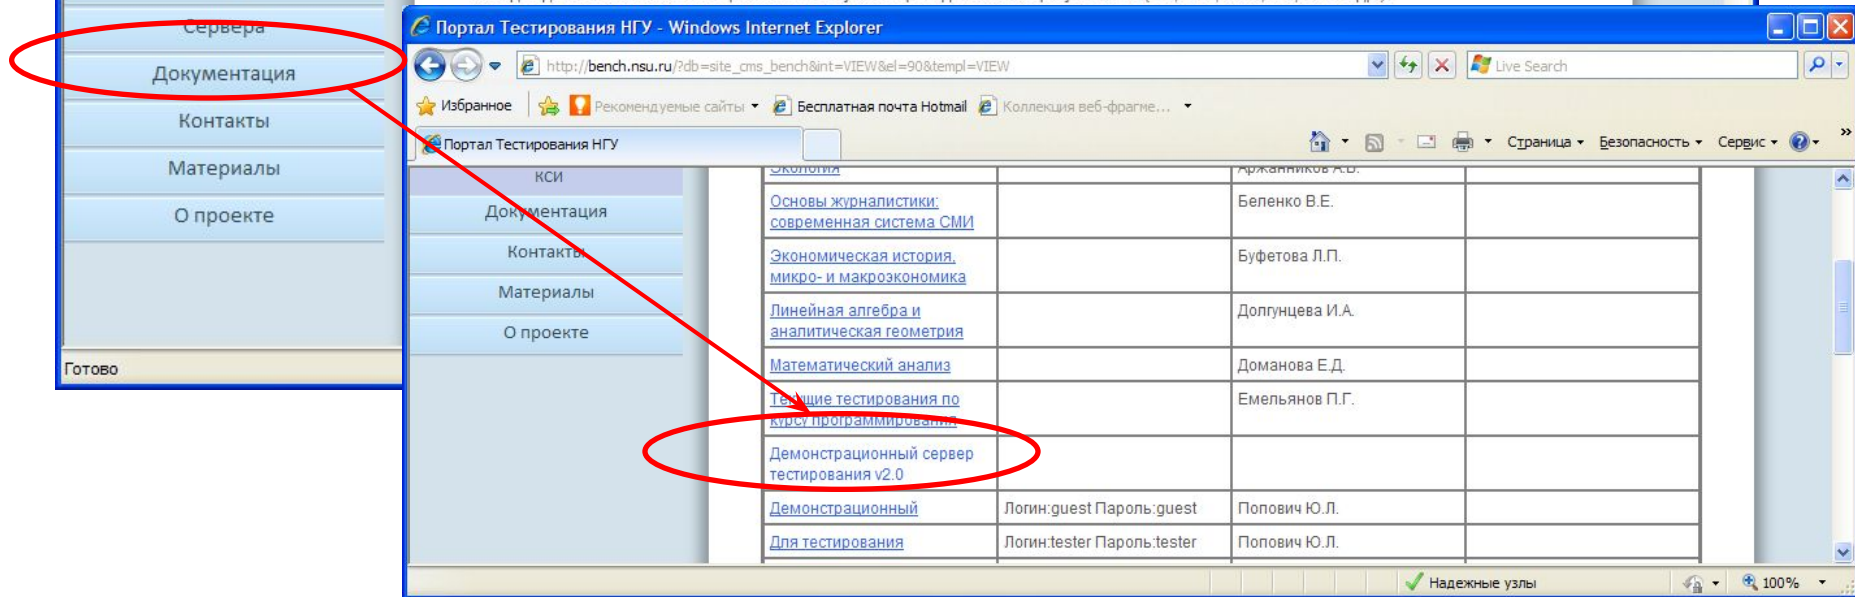 Сервера
Документация
Контакты
Материалы
О проекте
Готово
Портал Тестирования НГУ - Windows Internet Explorer
http://bench.nsu.ru/?db=site_cms_bench&int=VIEW&el=90&templ=VIEW
Live Search
Избранное
Рекомендуемые сайты
Бесплатная почта Hotmail
Коллекция веб-фрагме...
Портал Тестирования НГУ
Страница
Безопасность
Сервис
»
КСИ
Документация
Контакты
Материалы
О проекте
Экология Аржанников А.В.
Основы журналистики: Беленко В.Е.
современная система СМИ
Экономическая история, Буфетова Л.П.
микро- и макроэкономика
Линейная алгебра и Долгунцева И.А.
аналитическая геометрия
Математический анализ Доманова Е.Д.
Текущие тестирования по Емельянов П.Г.
курсу программирования
Демонстрационный сервер
тестирования v2.0
Демонстрационный Логин:guest Пароль:guest Попович Ю.Л.
Для тестирования Логин:tester Пароль:tester Попович Ю.Л.
Надежные узлы
100%